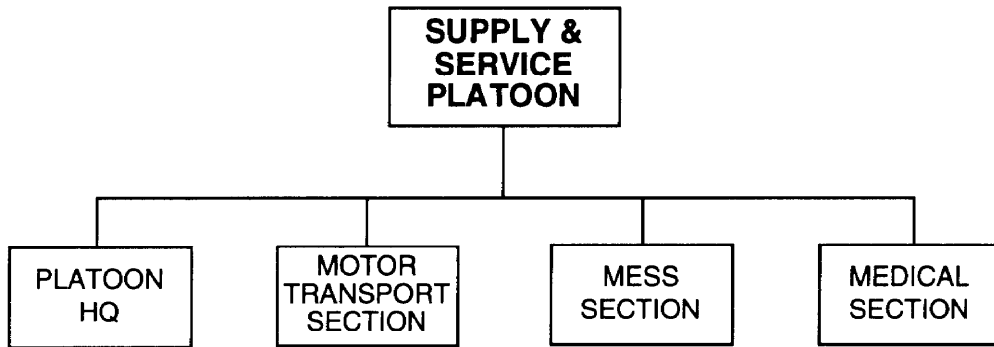 SUPPLY &
SERVICE
PLATOON
PLATOON
HQ
MOTOR
TRANSPORT
SECTION
MESS
SECTION
MEDICAL
SECTION